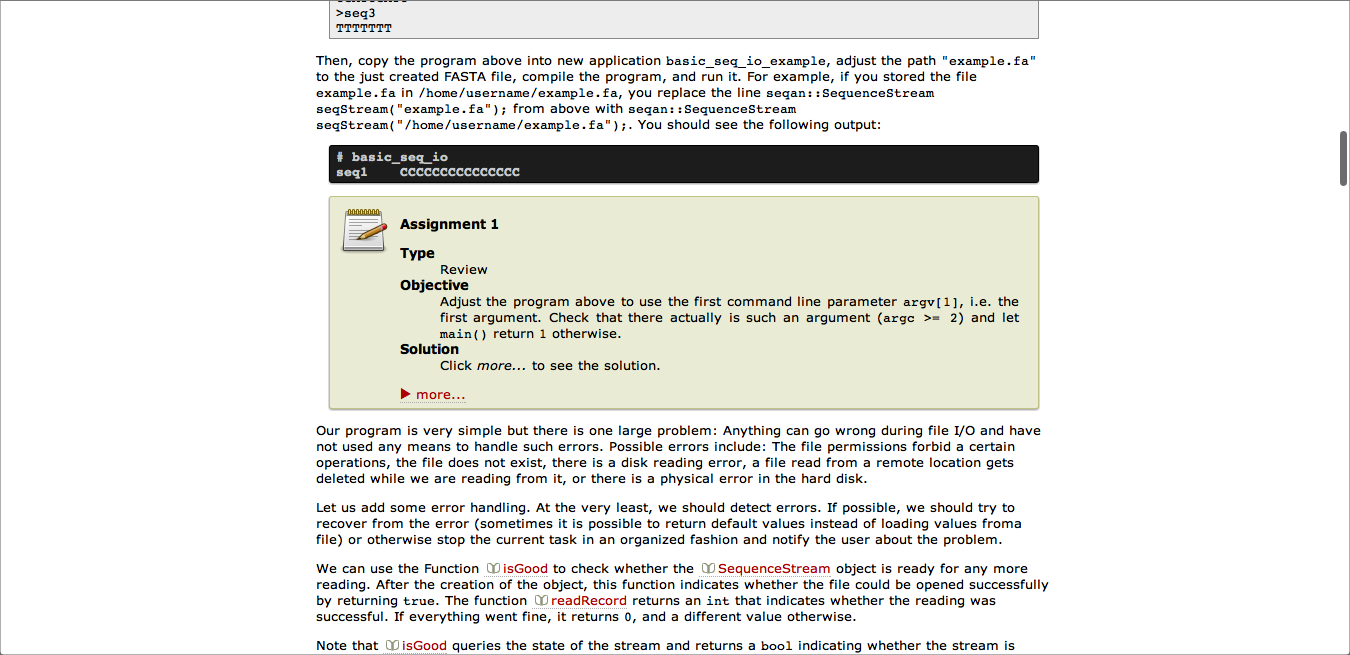 >seq3
TTTTTTT
Then, copy the program above into new application basic_seq_io_example, adjust the path "example.fa"
to the just created FASTA file, compile the program, and run it. For example, if you stored the file
example.fa in /home/username/example.fa, you replace the line seqan::SequenceStream
seqStream("example.fa"); from above with seqan::SequenceStream
seqStream("/home/username/example.fa");. You should see the following output:
# basic_seq_io
seq1    CCCCCCCCCCCCCCC
Assignment 1
Type
Review
Objective
Adjust the program above to use the first command line parameter argv[1], i.e. the
first argument. Check that there actually is such an argument (argc >= 2) and let
main() return 1 otherwise.
Solution
Click more... to see the solution.
more...
Our program is very simple but there is one large problem: Anything can go wrong during file I/O and have
not used any means to handle such errors. Possible errors include: The file permissions forbid a certain
operations, the file does not exist, there is a disk reading error, a file read from a remote location gets
deleted while we are reading from it, or there is a physical error in the hard disk.
Let us add some error handling. At the very least, we should detect errors. If possible, we should try to
recover from the error (sometimes it is possible to return default values instead of loading values froma
file) or otherwise stop the current task in an organized fashion and notify the user about the problem.
We can use the Function isGood to check whether the SequenceStream object is ready for any more
reading. After the creation of the object, this function indicates whether the file could be opened successfully
by returning true. The function readRecord returns an int that indicates whether the reading was
successful. If everything went fine, it returns 0, and a different value otherwise.
Note that isGood queries the state of the stream and returns a bool indicating whether the stream is